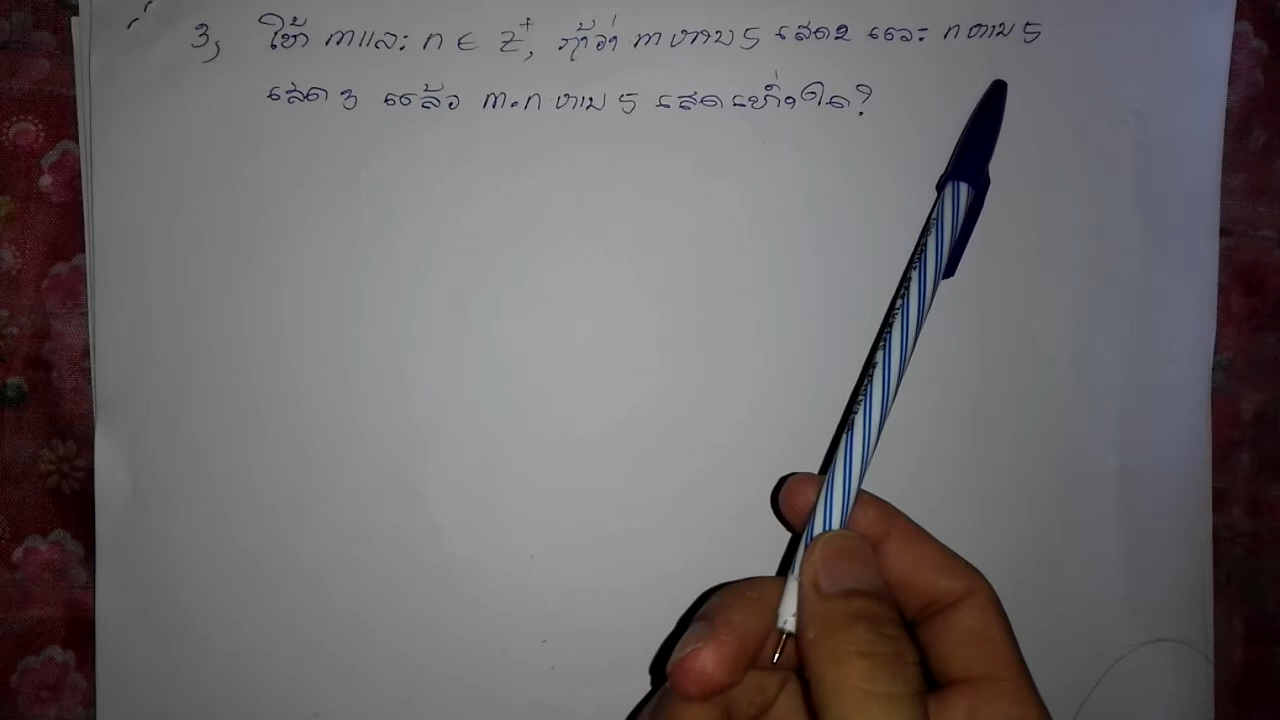 3, ໃຫ້ m ແລະ n ∈ Z⁺, ຖ້າວ່າ m ຫານ 5 ເສດ 2 ແລະ n ຫານ 5
ເສດ 3 ແລ້ວ m.n ຫານ 5 ເສດເທົ່າໃດ?